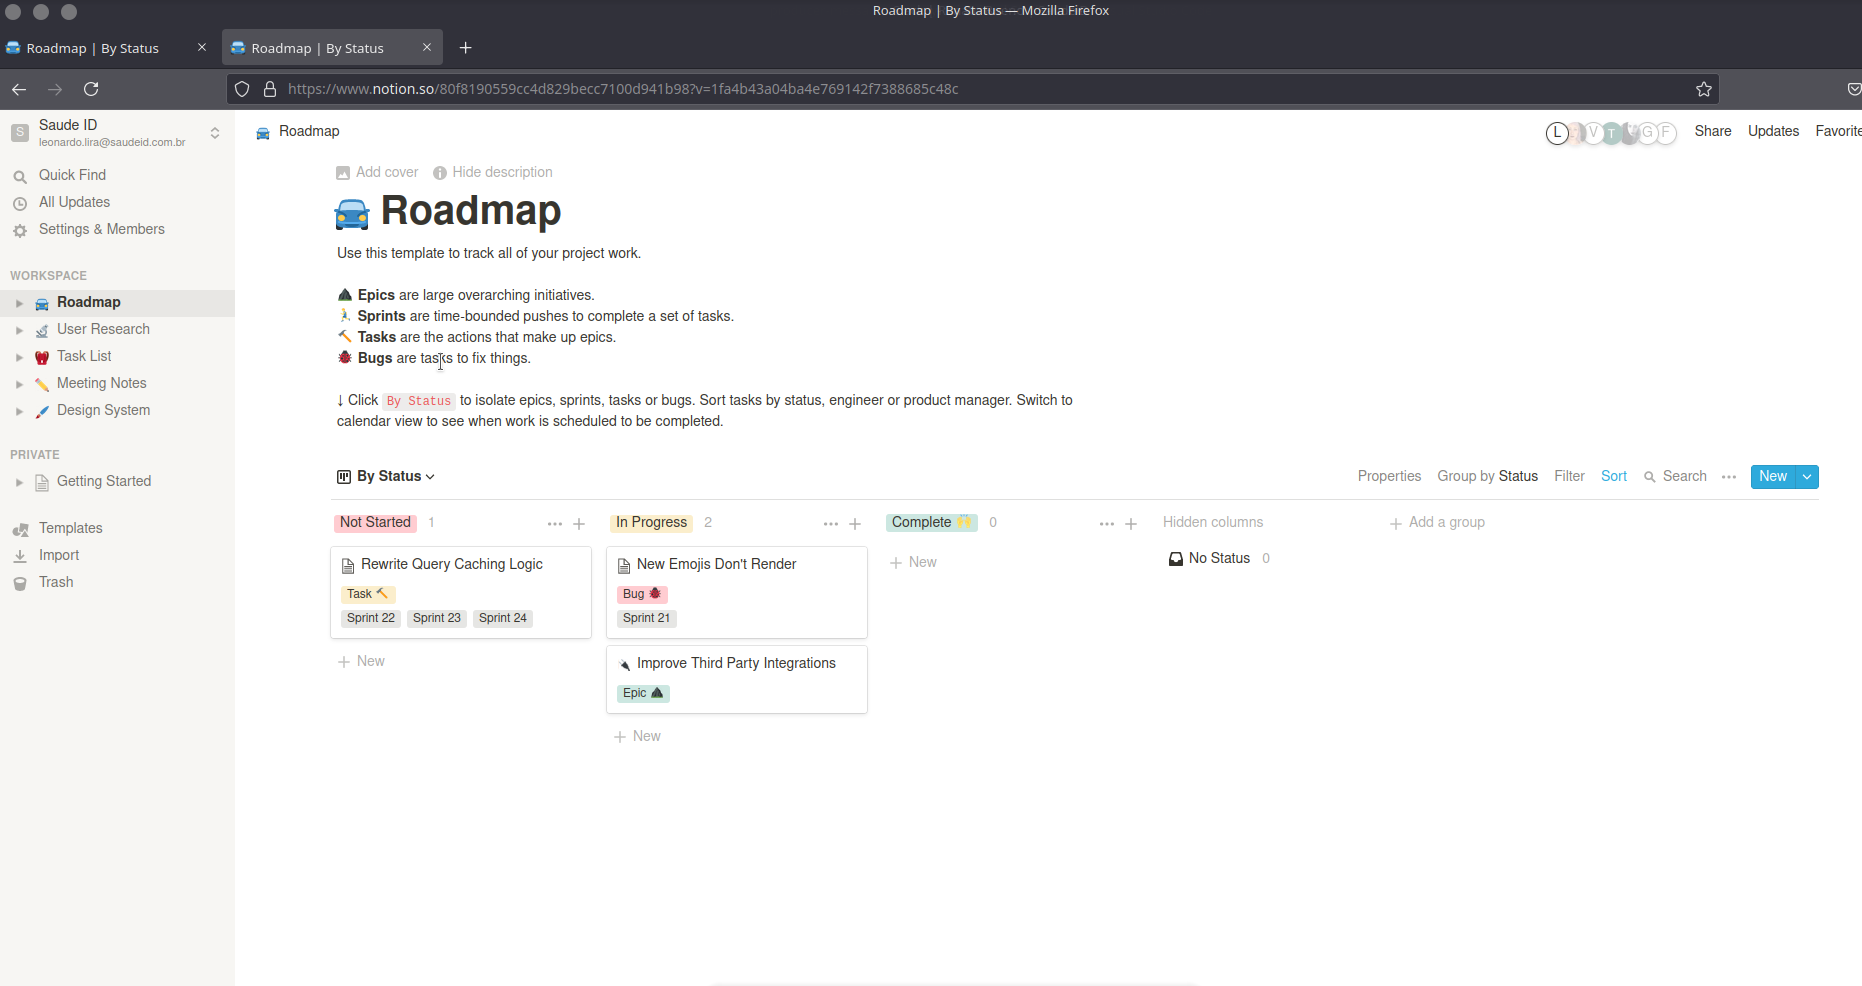 Roadmap | By Status — Mozilla Firefox
Roadmap | By Status
Roadmap | By Status
https://www.notion.so/80f8190559cc4d829becc7100d941b98?v=1fa4b43a04ba4e769142f7388685c48c
S
Saude ID
leonardo.lira@saudeid.com.br
Quick Find
All Updates
Settings & Members
WORKSPACE
Roadmap
User Research
Task List
Meeting Notes
Design System
PRIVATE
Getting Started
Templates
Import
Trash
Roadmap
L V T G F
Share Updates Favorite
Add cover Hide description
Roadmap
Use this template to track all of your project work.
Epics are large overarching initiatives.
Sprints are time-bounded pushes to complete a set of tasks.
Tasks are the actions that make up epics.
Bugs are tasks to fix things.
↓ Click By Status to isolate epics, sprints, tasks or bugs. Sort tasks by status, engineer or product manager. Switch to
calendar view to see when work is scheduled to be completed.
By Status
Properties Group by Status Filter Sort Search ••• New
Not Started 1
Rewrite Query Caching Logic
Task
Sprint 22 Sprint 23 Sprint 24
+ New
In Progress 2
New Emojis Don't Render
Bug
Sprint 21
Improve Third Party Integrations
Epic
+ New
Complete 0
+ New
Hidden columns
No Status 0
+ Add a group